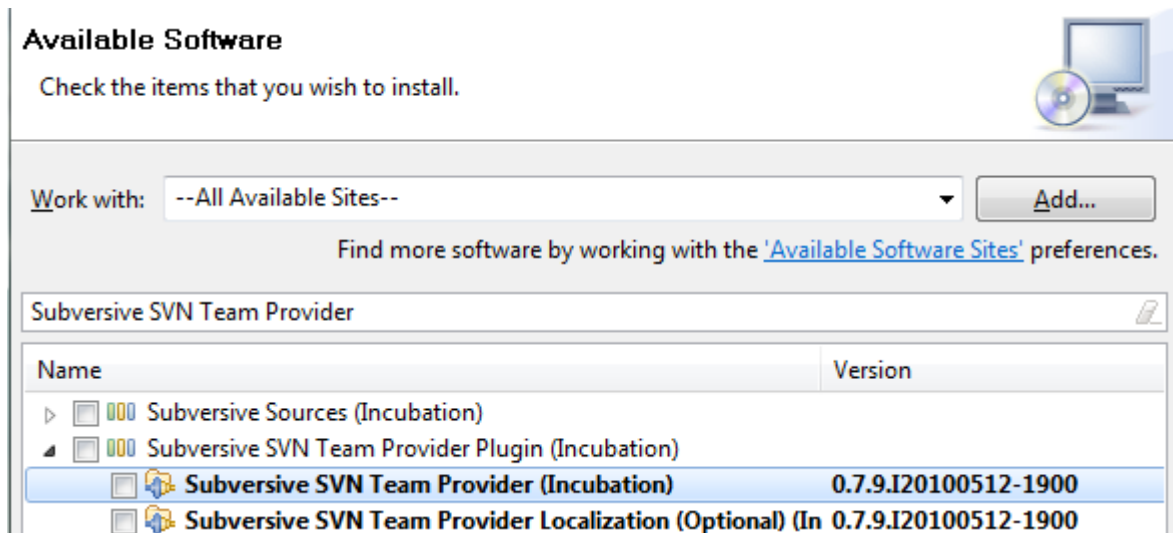 Available Software
Check the items that you wish to install.
Work with: --All Available Sites-- Add...
Find more software by working with the 'Available Software Sites' preferences.
Subversive SVN Team Provider
Name Version
Subversive Sources (Incubation)
Subversive SVN Team Provider Plugin (Incubation)
Subversive SVN Team Provider (Incubation) 0.7.9.I20100512-1900
Subversive SVN Team Provider Localization (Optional) (In 0.7.9.I20100512-1900